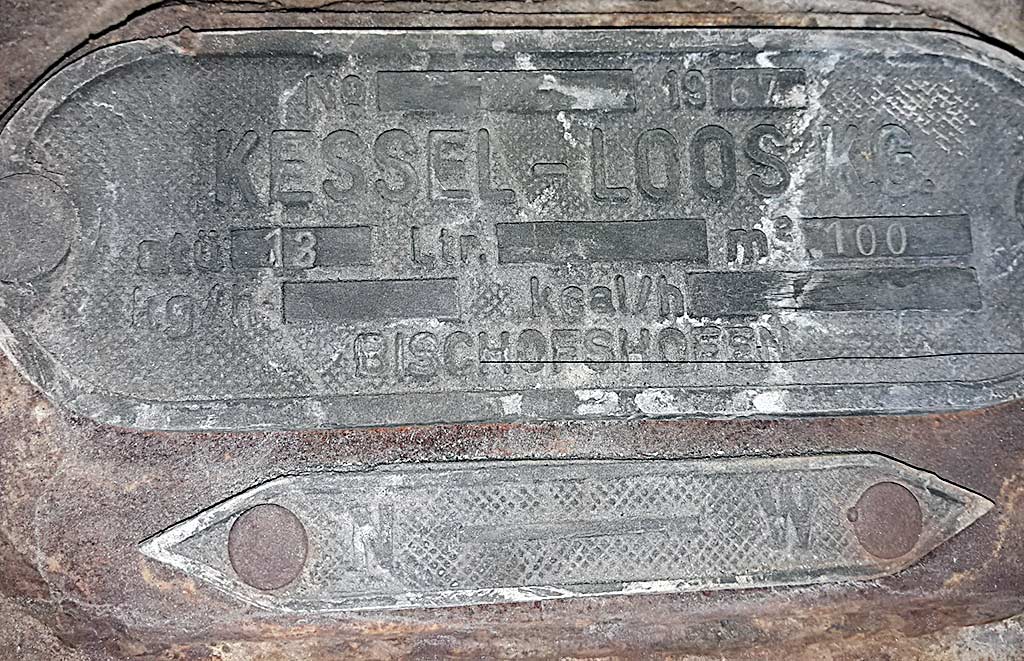 No 1967
KESSEL-LOOS K.G.
atü 13 Ltr. m² 100
kg/h kcal/h
BISCHOFSHOFEN
N W